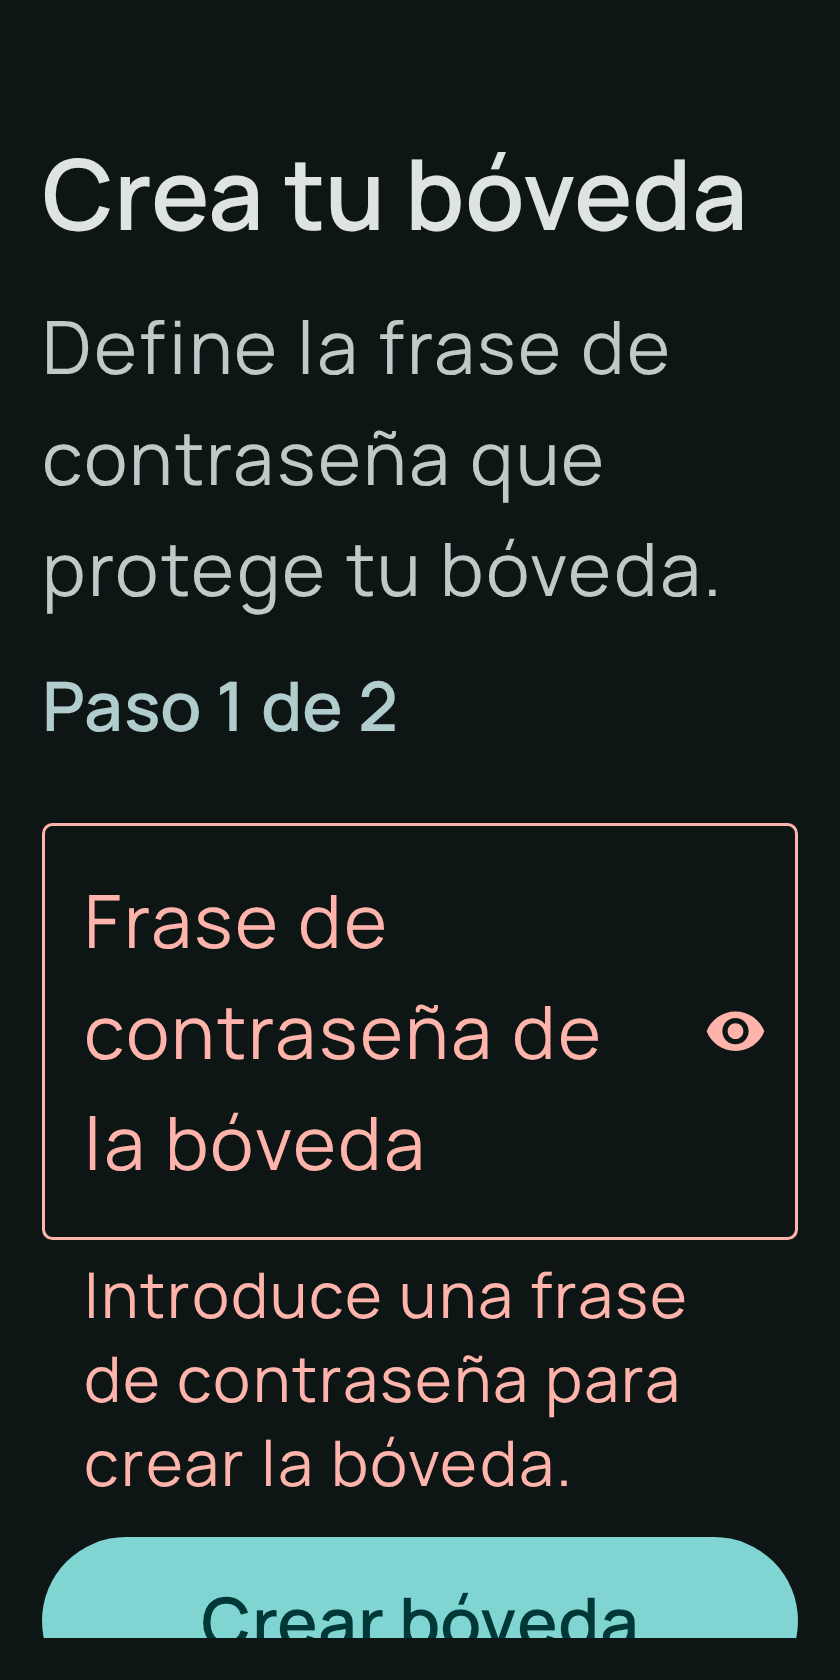 Crea tu bóveda
Define la frase de
contraseña que
protege tu bóveda.
Paso 1 de 2
Frase de
contraseña de
la bóveda
Introduce una frase
de contraseña para
crear la bóveda.
Crear bóveda